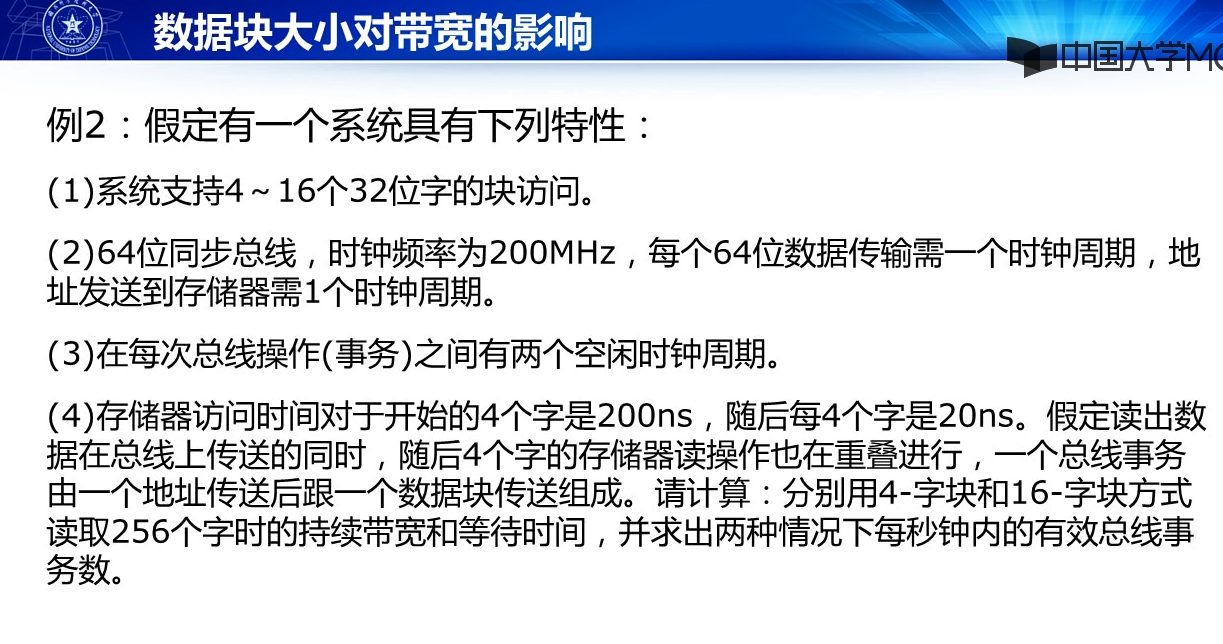 数据块大小对带宽的影响
中国大学MO
例2：假定有一个系统具有下列特性：
(1)系统支持4～16个32位字的块访问。
(2)64位同步总线，时钟频率为200MHz，每个64位数据传输需一个时钟周期，地
址发送到存储器需1个时钟周期。
(3)在每次总线操作(事务)之间有两个空闲时钟周期。
(4)存储器访问时间对于开始的4个字是200ns，随后每4个字是20ns。假定读出数
据在总线上传送的同时，随后4个字的存储器读操作也在重叠进行，一个总线事务
由一个地址传送后跟一个数据块传送组成。请计算：分别用4-字块和16-字块方式
读取256个字时的持续带宽和等待时间，并求出两种情况下每秒钟内的有效总线事
务数。